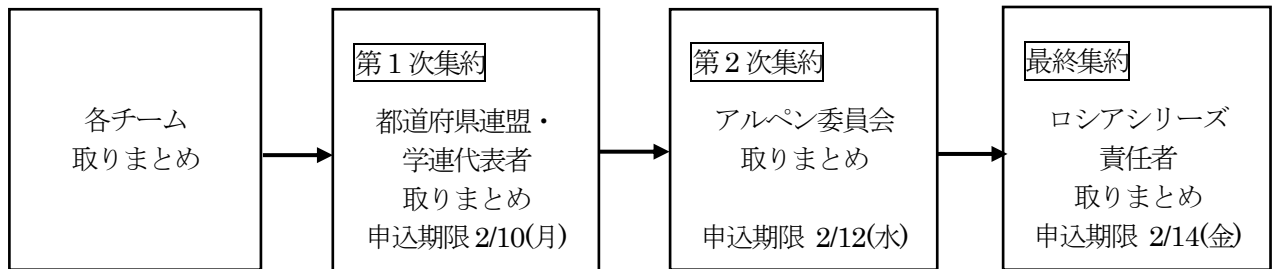 各チーム
取りまとめ
第１次集約
都道府県連盟・
学連代表者
取りまとめ
申込期限 2/10(月)
第２次集約
アルペン委員会
取りまとめ
申込期限 2/12(水)
最終集約
ロシアシリーズ
責任者
取りまとめ
申込期限 2/14(金)